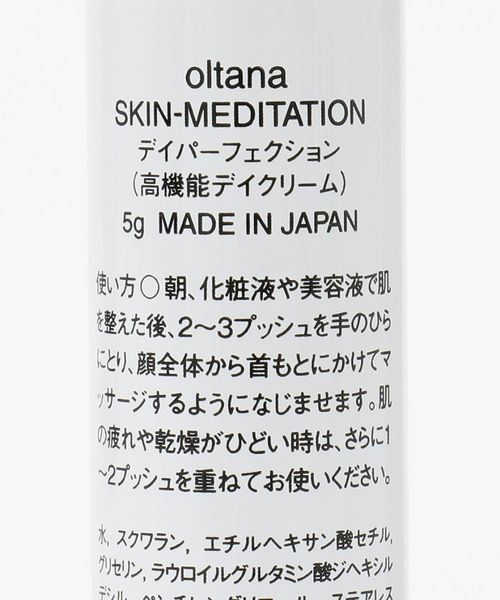 oltana
SKIN-MEDITATION
デイパーフェクション
(高機能デイクリーム)
5g MADE IN JAPAN
使い方○朝、化粧液や美容液で肌
を整えた後、2〜3プッシュを手のひら
にとり、顔全体から首もとにかけてマ
ッサージするようになじませます。肌
の疲れや乾燥がひどい時は、さらに1
〜2プッシュを重ねてお使いください。
水, スクワラン, エチルヘキサン酸セチル,
グリセリン, ラウロイルグルタミン酸ジヘキシル